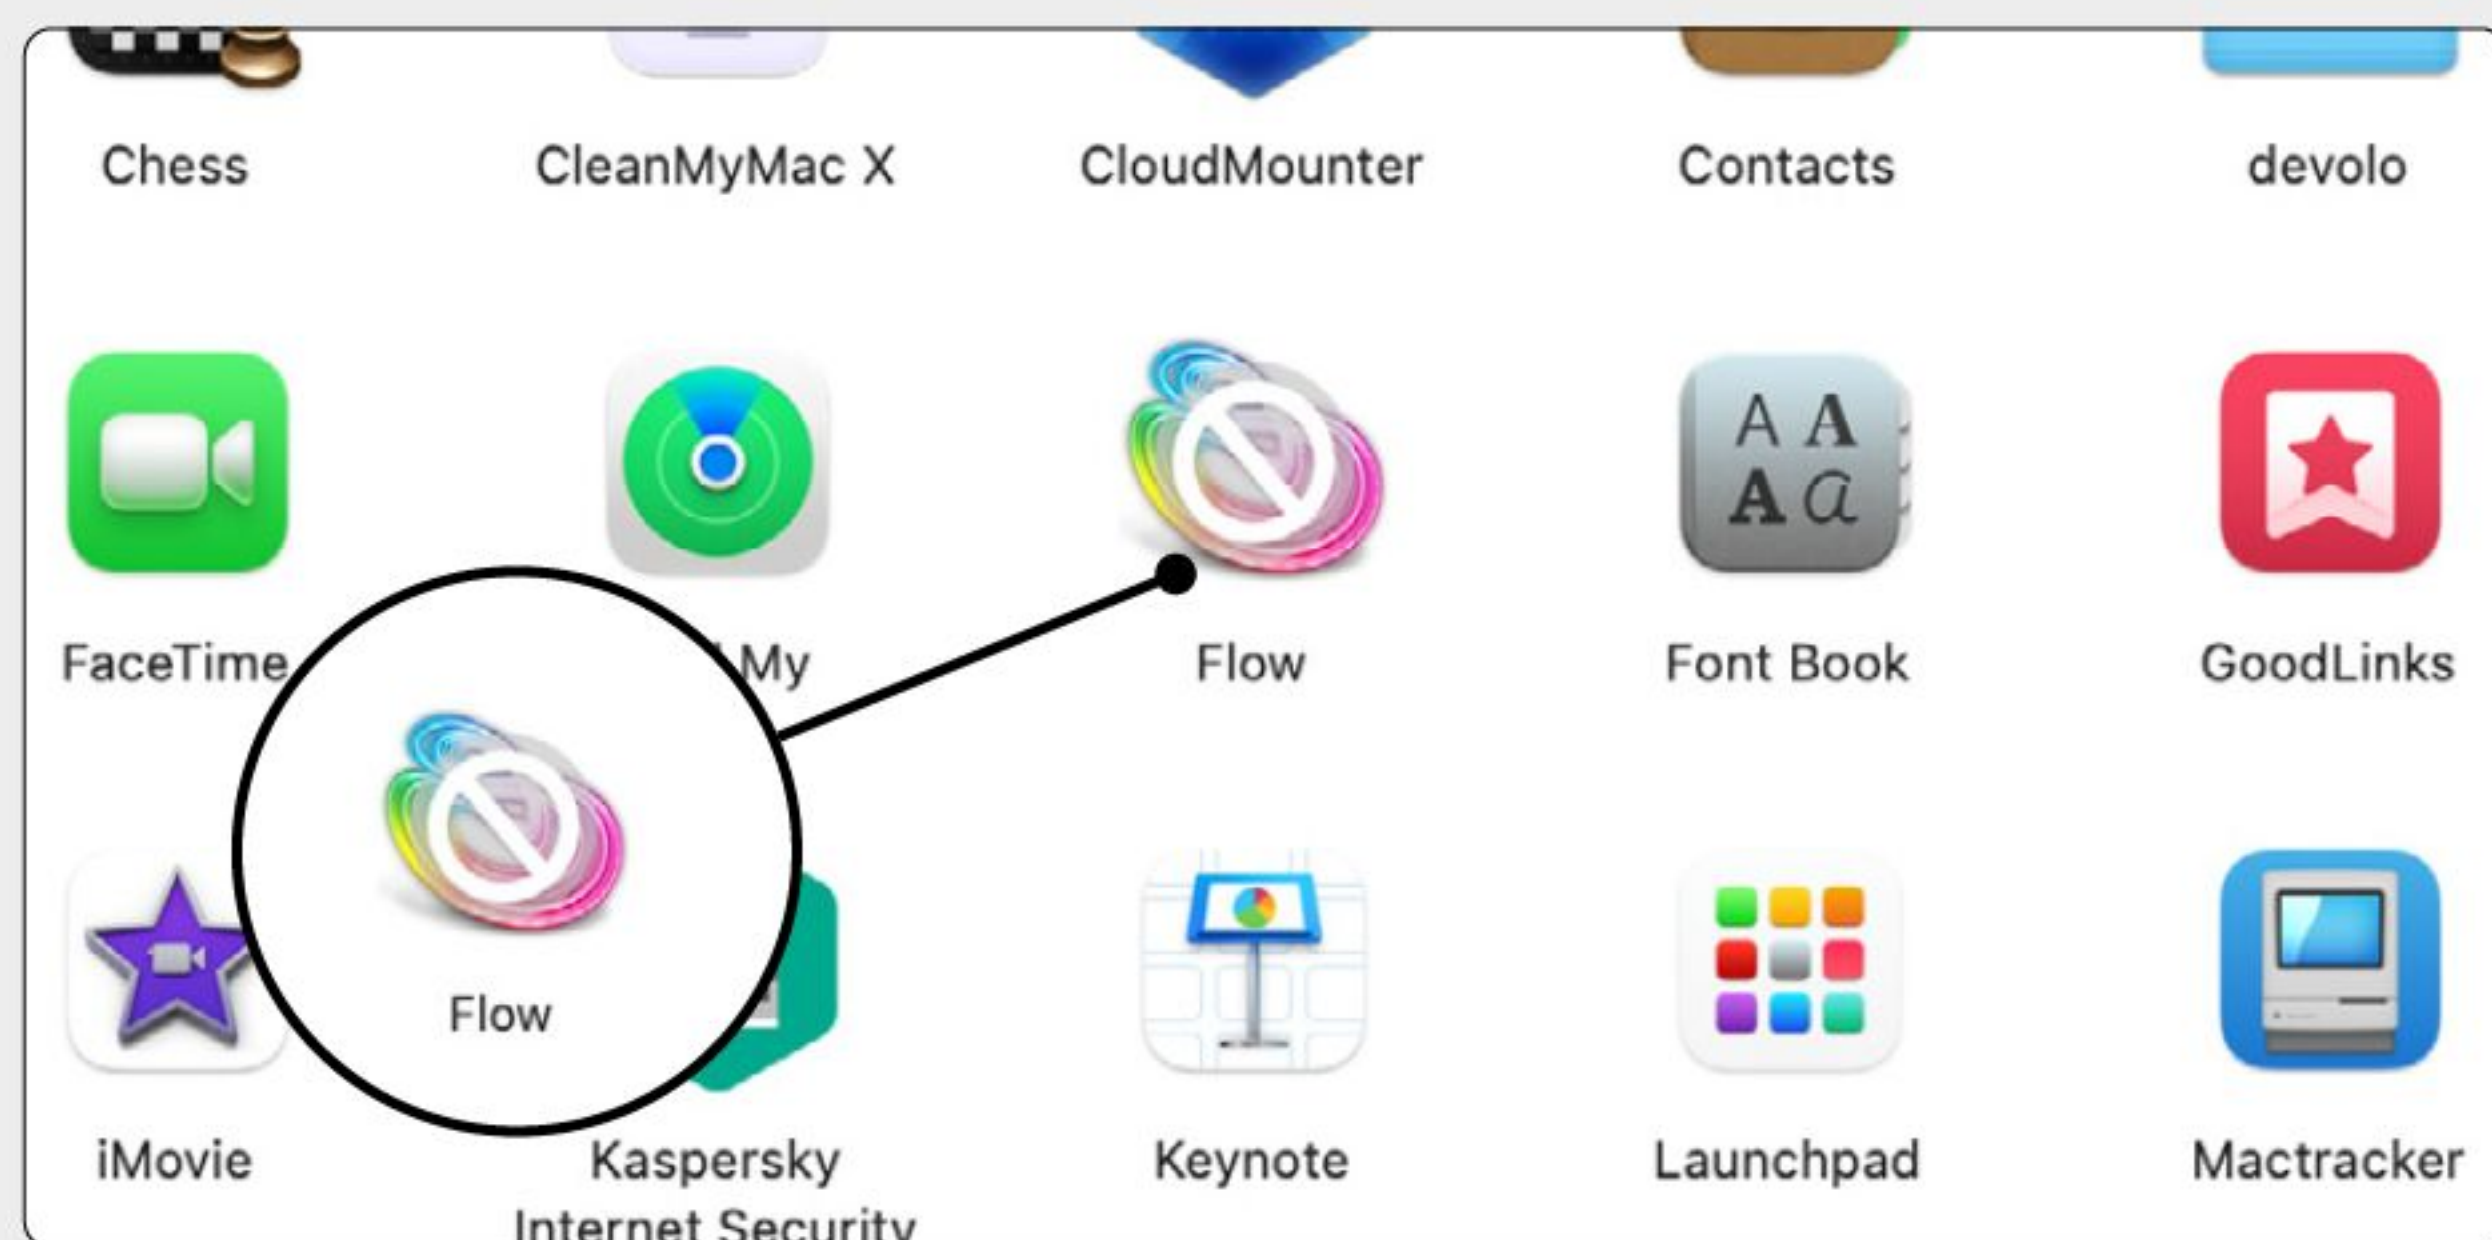 Chess
CleanMyMac X
CloudMounter
Contacts
devolo
A A
A a
FaceTime
My
Flow
Font Book
GoodLinks
Flow
iMovie
Kaspersky
Internet Security
Keynote
Launchpad
Mactracker